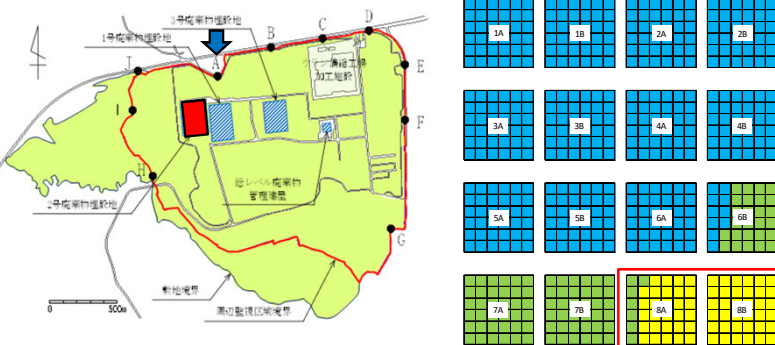 3号廃棄物埋設地
1号廃棄物埋設地
A
B
C
D
E
F
G
H
I
J
ウラン濃縮工場
加工施設
低レベル廃棄物
管理建屋
2号廃棄物埋設地
敷地境界
周辺監視区域境界
0 500m
1A 1B 2A 2B
3A 3B 4A 4B
5A 5B 6A 6B
7A 7B 8A 8B